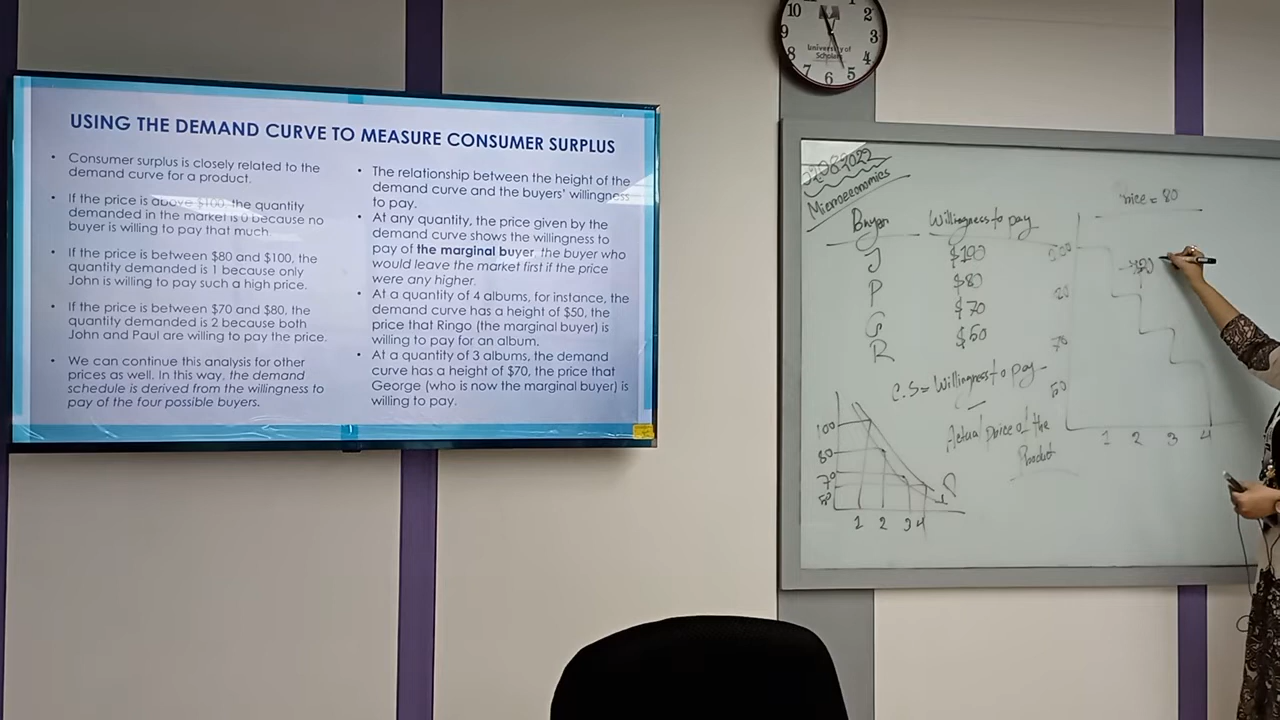 USING THE DEMAND CURVE TO MEASURE CONSUMER SURPLUS
• Consumer surplus is closely related to the
demand curve for a product.
• If the price is above $100, the quantity
demanded in the market is 0 because no
buyer is willing to pay that much.
• If the price is between $80 and $100, the
quantity demanded is 1 because only
John is willing to pay such a high price.
• If the price is between $70 and $80, the
quantity demanded is 2 because both
John and Paul are willing to pay the price.
• We can continue this analysis for other
prices as well. In this way, the demand
schedule is derived from the willingness to
pay of the four possible buyers.
• The relationship between the height of the
demand curve and the buyers' willingness
to pay.
• At any quantity, the price given by the
demand curve shows the willingness to
pay of the marginal buyer, the buyer who
would leave the market first if the price
were any higher.
• At a quantity of 4 albums, for instance, the
demand curve has a height of $50, the
price that Ringo (the marginal buyer) is
willing to pay for an album.
• At a quantity of 3 albums, the demand
curve has a height of $70, the price that
George (who is now the marginal buyer) is
willing to pay.
10 2
9 3
8 4
7 6 5
University of
Scholars
Microeconomics
Buyer Willingness to pay
J $100
P $80
G $70
R $50
C.S = Willingness to pay -
Actual Price of the
Product
100
80
70
50
1 2 3 4
D
Price = 80
100
70
50
1 2 3 4